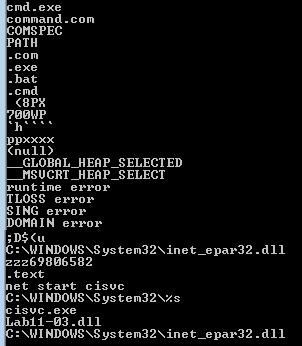 cmd.exe
command.com
COMSPEC
PATH
.com
.exe
.bat
.cmd
 (8PX
700WP
`h````
ppxxxx
(null)
__GLOBAL_HEAP_SELECTED
__MSVCRT_HEAP_SELECT
runtime error
TLOSS error
SING error
DOMAIN error
;D$(u
C:\WINDOWS\System32\inet_epar32.dll
zzz69806582
.text
net start cisvc
C:\WINDOWS\System32\%s
cisvc.exe
Lab11-03.dll
C:\WINDOWS\System32\inet_epar32.dll